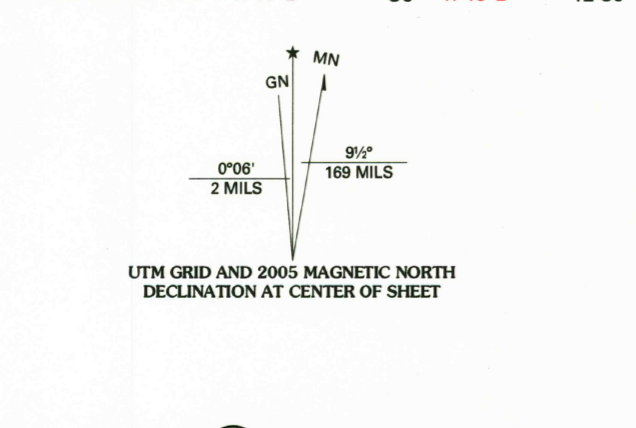 MN
GN
0°06'
2 MILS
9½°
169 MILS
UTM GRID AND 2005 MAGNETIC NORTH
DECLINATION AT CENTER OF SHEET